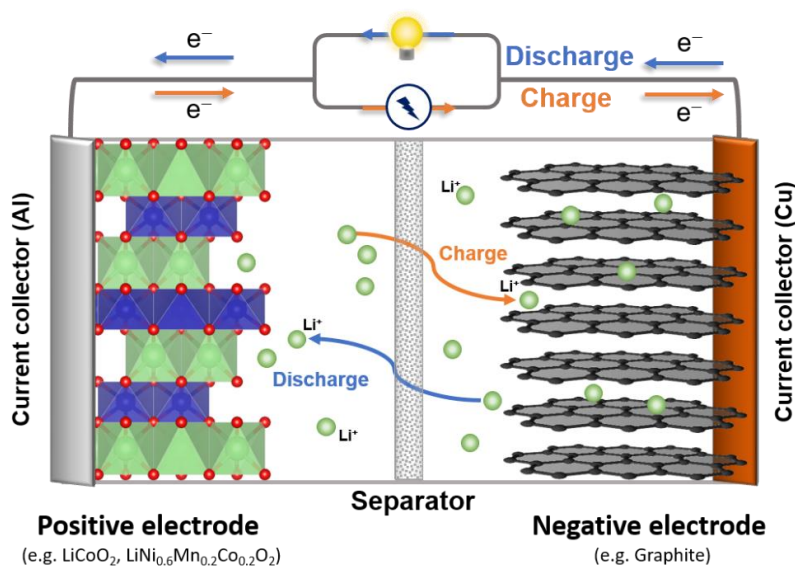 e⁻
e⁻
Discharge
Charge
e⁻
e⁻
Current collector (Al)
Li⁺
Charge
Li⁺
Li⁺
Discharge
Li⁺
Current collector (Cu)
Separator
Positive electrode
(e.g. LiCoO₂, LiNi₀.₆Mn₀.₂Co₀.₂O₂)
Negative electrode
(e.g. Graphite)